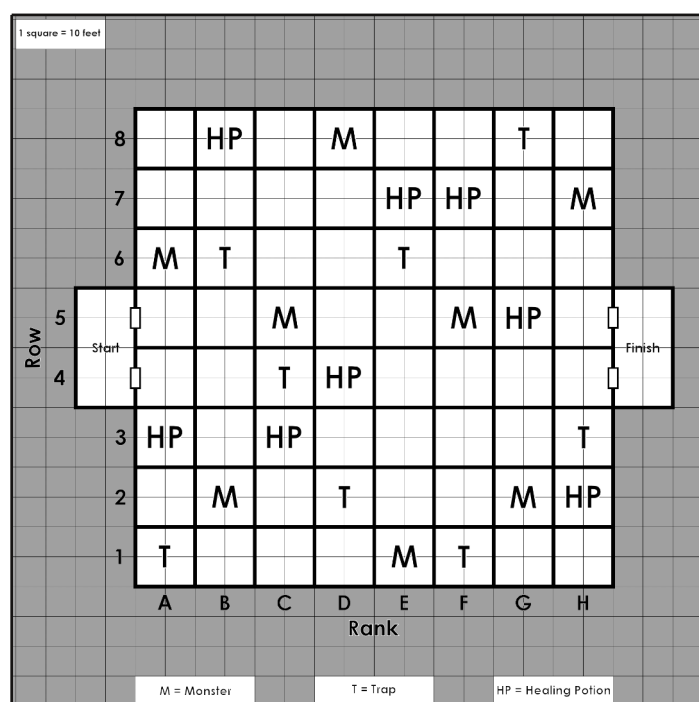 1 square = 10 feet
8 HP M T
7 HP HP M
6 M T T
5 M M HP
Row Start Finish
4 T HP
3 HP HP T
2 M T M HP
1 T M T
A B C D E F G H
Rank
M = Monster T = Trap HP = Healing Potion